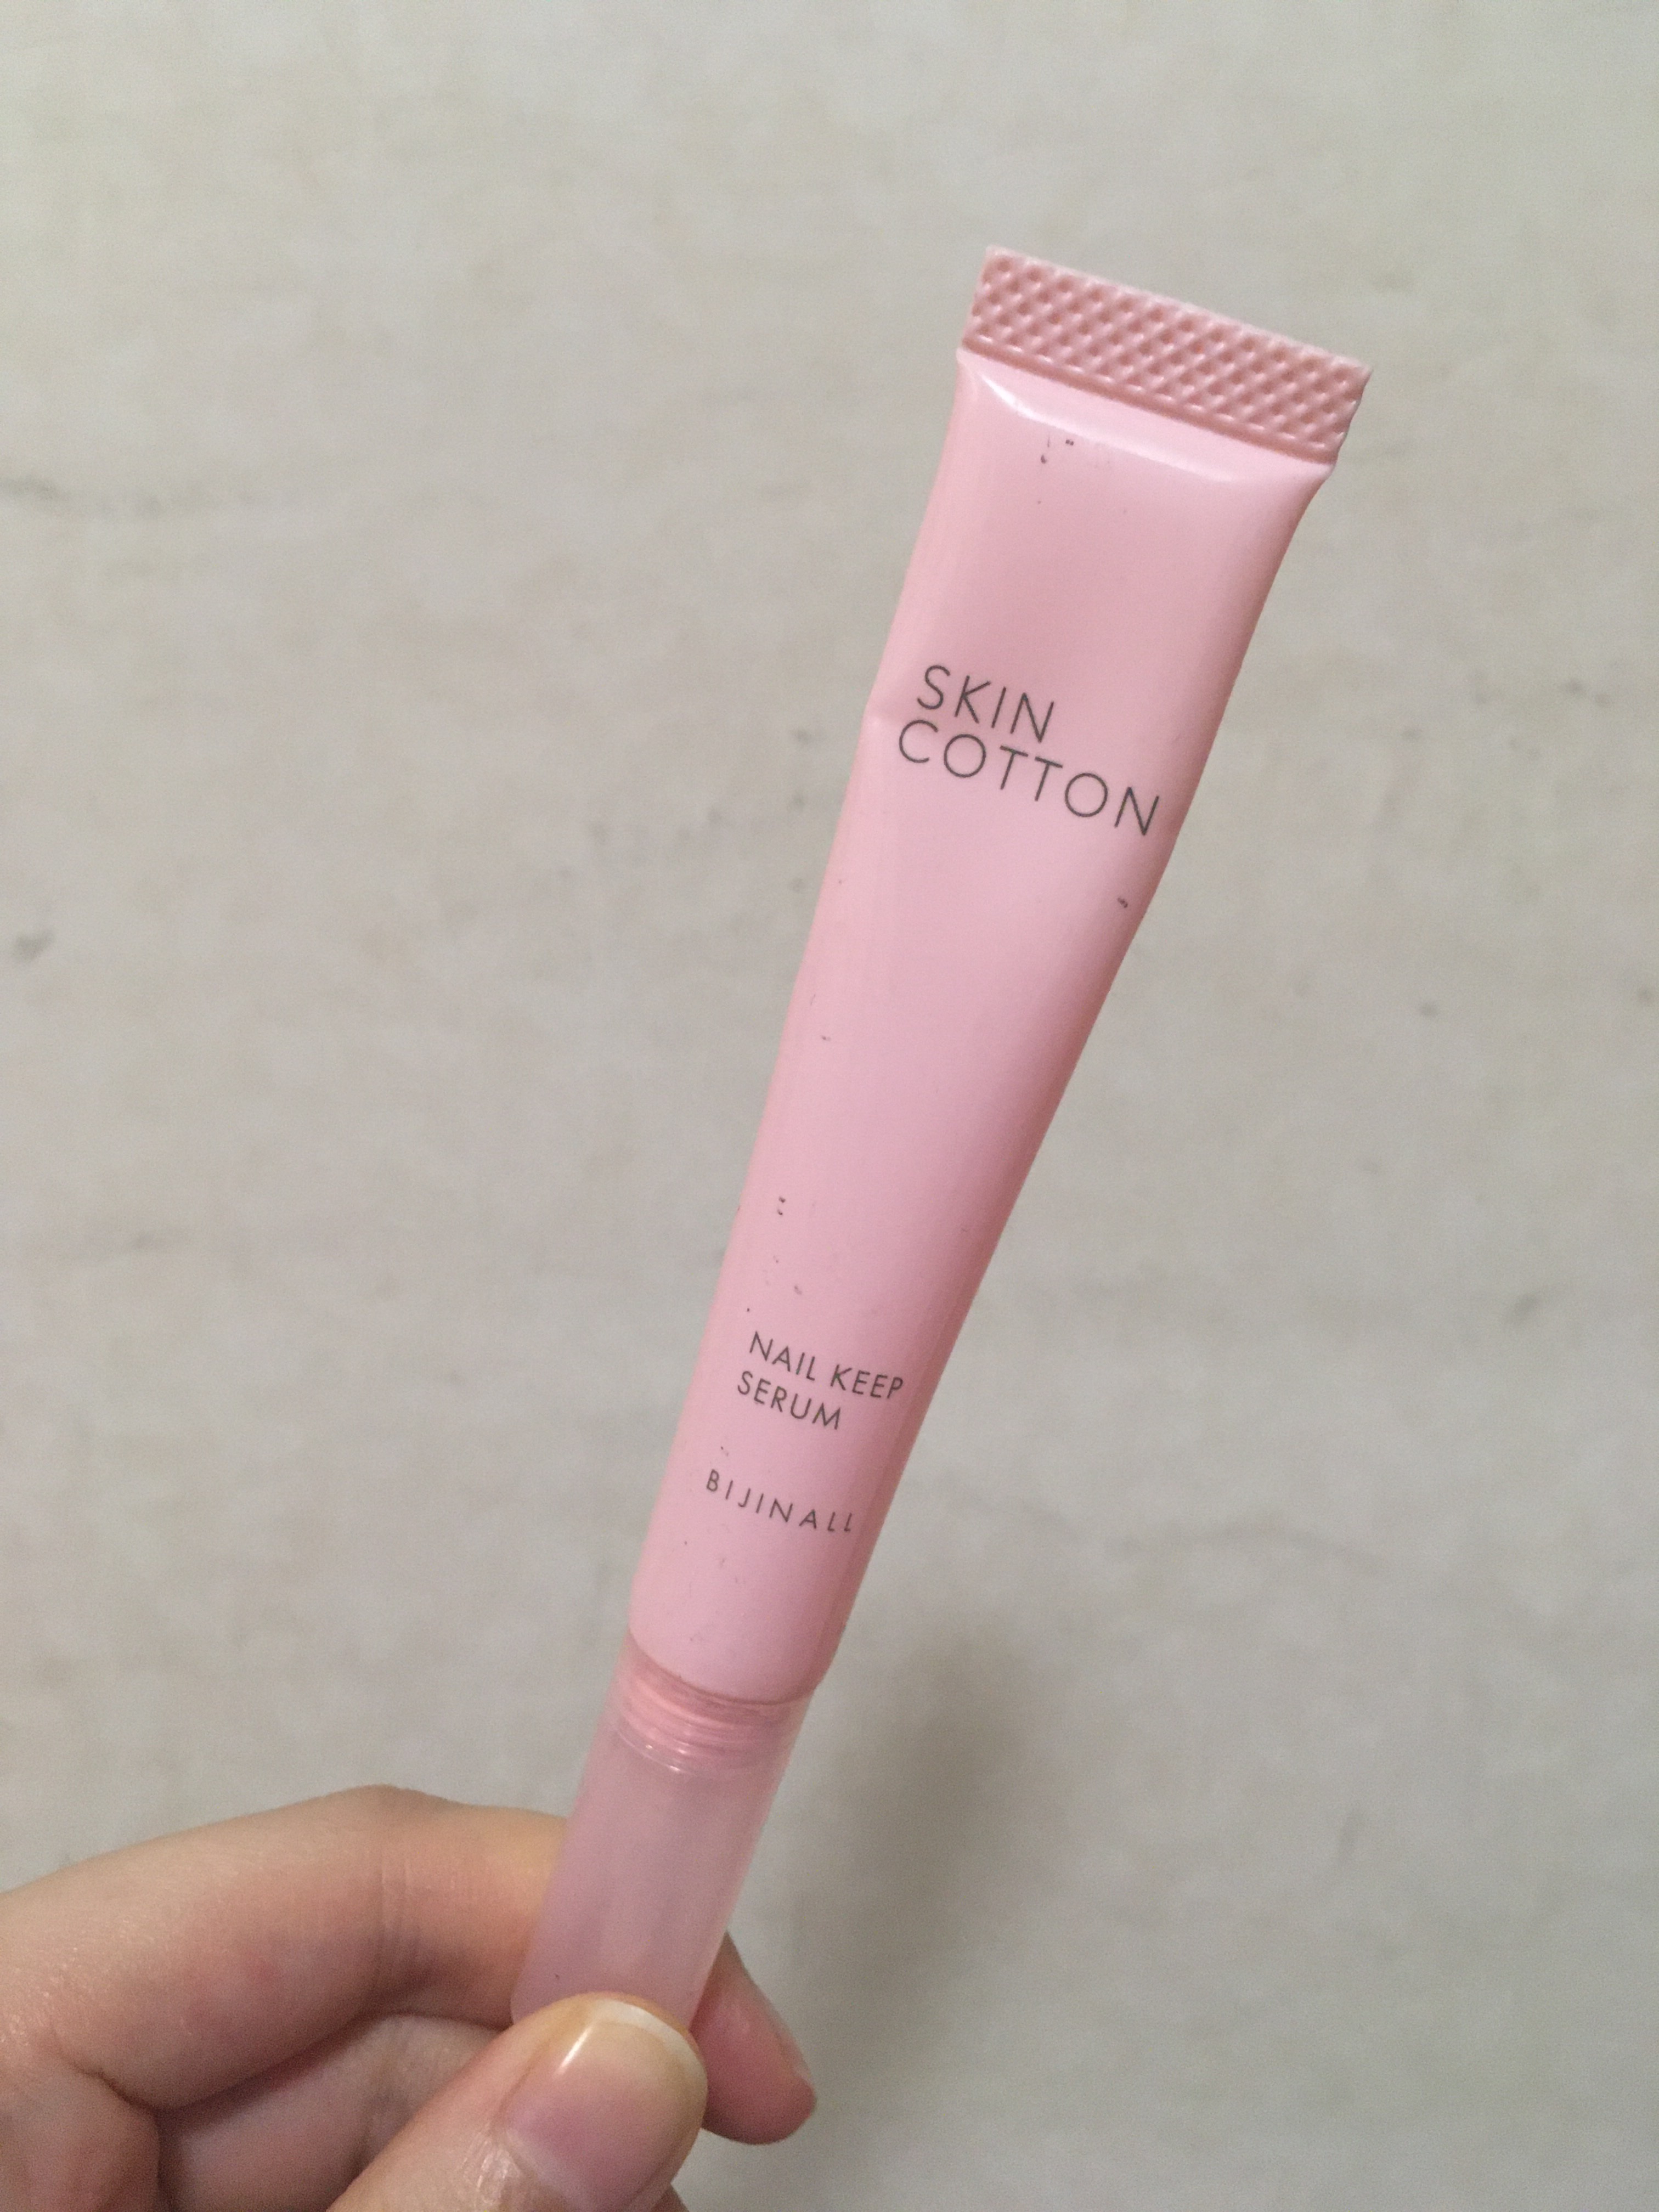 SKIN
COTTON
NAIL KEEP
SERUM
BIJINALL